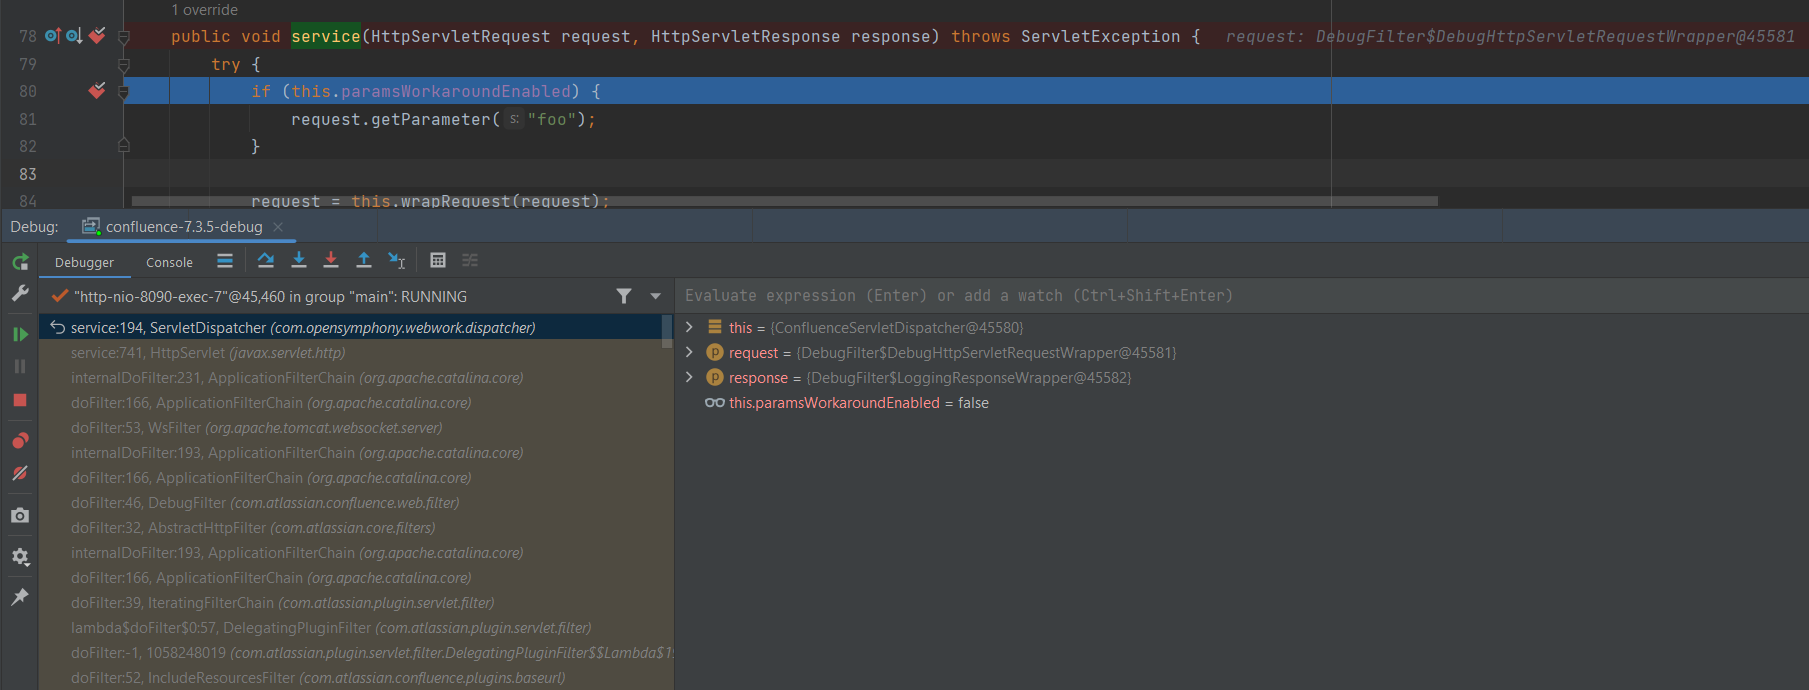 1 override
78 public void service(HttpServletRequest request, HttpServletResponse response) throws ServletException { request: DebugFilter$DebugHttpServletRequestWrapper@45581
79 try {
80 if (this.paramsWorkaroundEnabled) {
81 request.getParameter( s: "foo");
82 }
83
84 request = this.wrapRequest(request);
Debug: confluence-7.3.5-debug
Debugger Console
"http-nio-8090-exec-7"@45,460 in group "main": RUNNING
Evaluate expression (Enter) or add a watch (Ctrl+Shift+Enter)
service:194, ServletDispatcher (com.opensymphony.webwork.dispatcher)
service:741, HttpServlet (javax.servlet.http)
internalDoFilter:231, ApplicationFilterChain (org.apache.catalina.core)
doFilter:166, ApplicationFilterChain (org.apache.catalina.core)
doFilter:53, WsFilter (org.apache.tomcat.websocket.server)
internalDoFilter:193, ApplicationFilterChain (org.apache.catalina.core)
doFilter:166, ApplicationFilterChain (org.apache.catalina.core)
doFilter:46, DebugFilter (com.atlassian.confluence.web.filter)
doFilter:32, AbstractHttpFilter (com.atlassian.core.filters)
internalDoFilter:193, ApplicationFilterChain (org.apache.catalina.core)
doFilter:166, ApplicationFilterChain (org.apache.catalina.core)
doFilter:39, IteratingFilterChain (com.atlassian.plugin.servlet.filter)
lambda$doFilter$0:57, DelegatingPluginFilter (com.atlassian.plugin.servlet.filter)
doFilter:-1, 1058248019 (com.atlassian.plugin.servlet.filter.DelegatingPluginFilter$$Lambda$1
doFilter:52, IncludeResourcesFilter (com.atlassian.confluence.plugins.baseurl)
this = {ConfluenceServletDispatcher@45580}
request = {DebugFilter$DebugHttpServletRequestWrapper@45581}
response = {DebugFilter$LoggingResponseWrapper@45582}
this.paramsWorkaroundEnabled = false